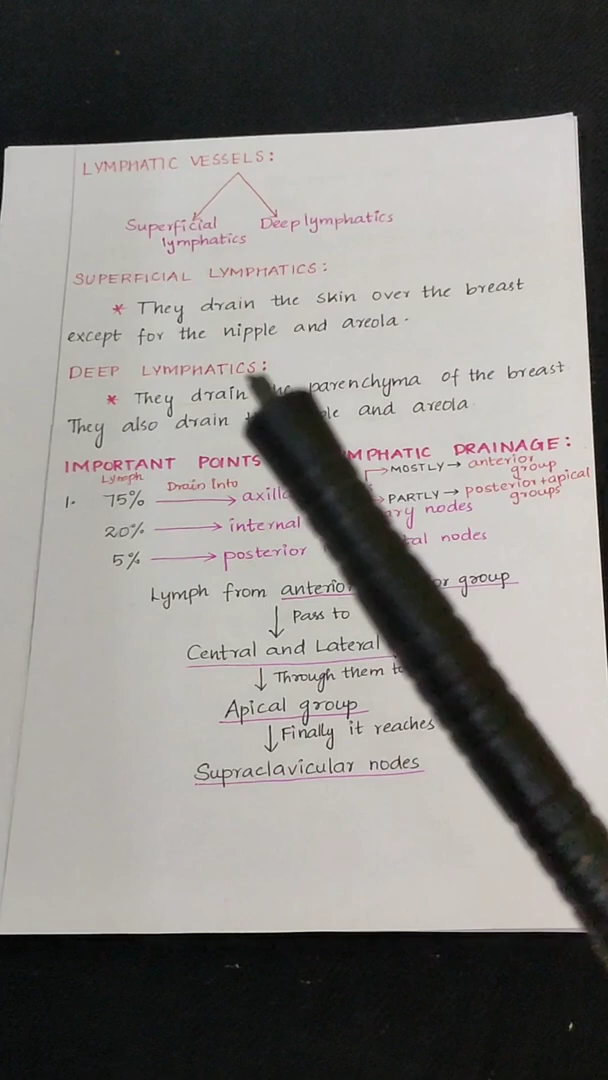 LYMPHATIC VESSELS:
Superficial lymphatics
Deep lymphatics
SUPERFICIAL LYMPHATICS:
* They drain the skin over the breast
except for the nipple and areola.
DEEP LYMPHATICS:
* They drain parenchyma of the breast
They also drain and areola
IMPORTANT POINTS DRAINAGE:
Lymph Drain Into
1. 75% → 
→ MOSTLY → anterior group
→ PARTLY → posterior + apical groups
20% → internal nodes
5% → posterior nodes
Lymph from anterior group
↓ Pass to
Central and Lateral
↓ Through them
Apical group
↓ Finally it reaches
Supraclavicular nodes